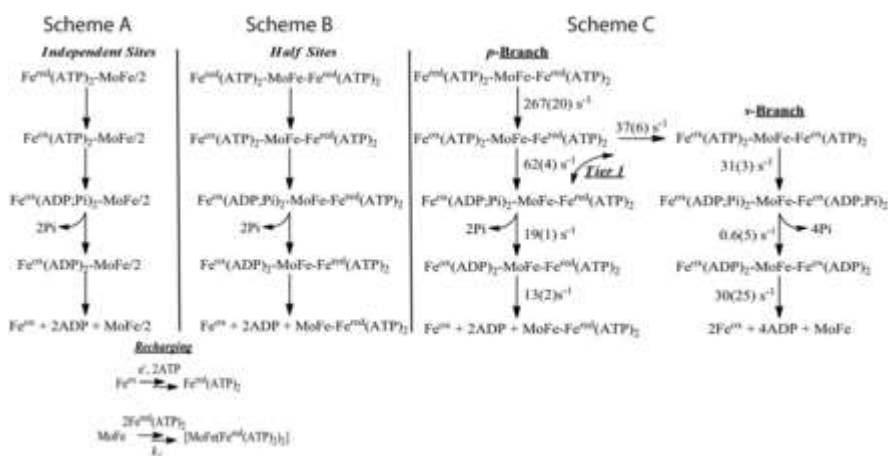 Scheme A
Scheme B
Scheme C
Independent Sites
Half Sites
p-Branch
Feʳᵉᵈ(ATP)₂-MoFe/2
Feʳᵉᵈ(ATP)₂-MoFe-Feʳᵉᵈ(ATP)₂
Feʳᵉᵈ(ATP)₂-MoFe-Feʳᵉᵈ(ATP)₂
267(20) s⁻¹
37(6) s⁻¹
s-Branch
Feᵒˣ(ATP)₂-MoFe/2
Feᵒˣ(ATP)₂-MoFe-Feʳᵉᵈ(ATP)₂
Feᵒˣ(ATP)₂-MoFe-Feʳᵉᵈ(ATP)₂
Feᵒˣ(ATP)₂-MoFe-Feᵒˣ(ATP)₂
62(4) s⁻¹
Tier 1
31(3) s⁻¹
Feᵒˣ(ADP;Pi)₂-MoFe/2
Feᵒˣ(ADP;Pi)₂-MoFe-Feʳᵉᵈ(ATP)₂
Feᵒˣ(ADP;Pi)₂-MoFe-Feʳᵉᵈ(ATP)₂
Feᵒˣ(ADP;Pi)₂-MoFe-Feᵒˣ(ADP;Pi)₂
2Pi
2Pi
2Pi
19(1) s⁻¹
0.6(5) s⁻¹
4Pi
Feᵒˣ(ADP)₂-MoFe/2
Feᵒˣ(ADP)₂-MoFe-Feʳᵉᵈ(ATP)₂
Feᵒˣ(ADP)₂-MoFe-Feʳᵉᵈ(ATP)₂
Feᵒˣ(ADP)₂-MoFe-Feᵒˣ(ADP)₂
13(2)s⁻¹
30(25) s⁻¹
Feᵒˣ + 2ADP + MoFe/2
Feᵒˣ + 2ADP + MoFe-Feʳᵉᵈ(ATP)₂
Feᵒˣ + 2ADP + MoFe-Feʳᵉᵈ(ATP)₂
2Feᵒˣ + 4ADP + MoFe
Recharging
e⁻, 2ATP
Feᵒˣ
Feʳᵉᵈ(ATP)₂
2Feʳᵉᵈ(ATP)₂
MoFe
[MoFe(Feʳᵉᵈ(ATP)₂)₂]